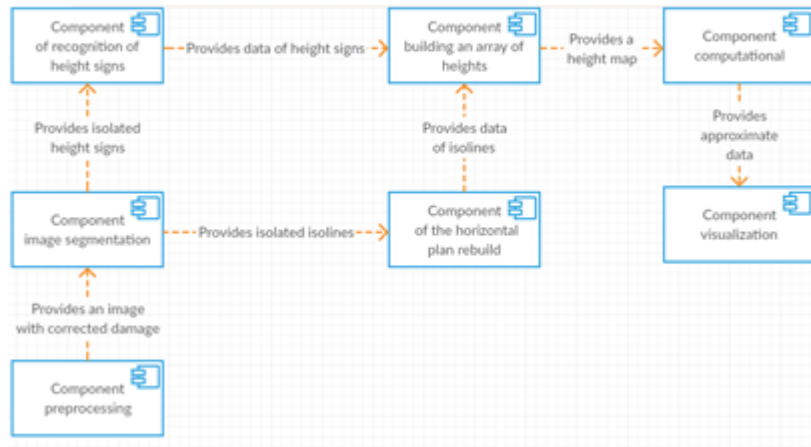 Component
of recognition of
height signs
Provides data of height signs
Component
building an array of
heights
Provides a
height map
Component
computational
Provides isolated
height signs
Provides data
of isolines
Provides
approximate
data
Component
image segmentation
Provides isolated isolines
Component
of the horizontal
plan rebuild
Component
visualization
Provides an image
with corrected damage
Component
preprocessing